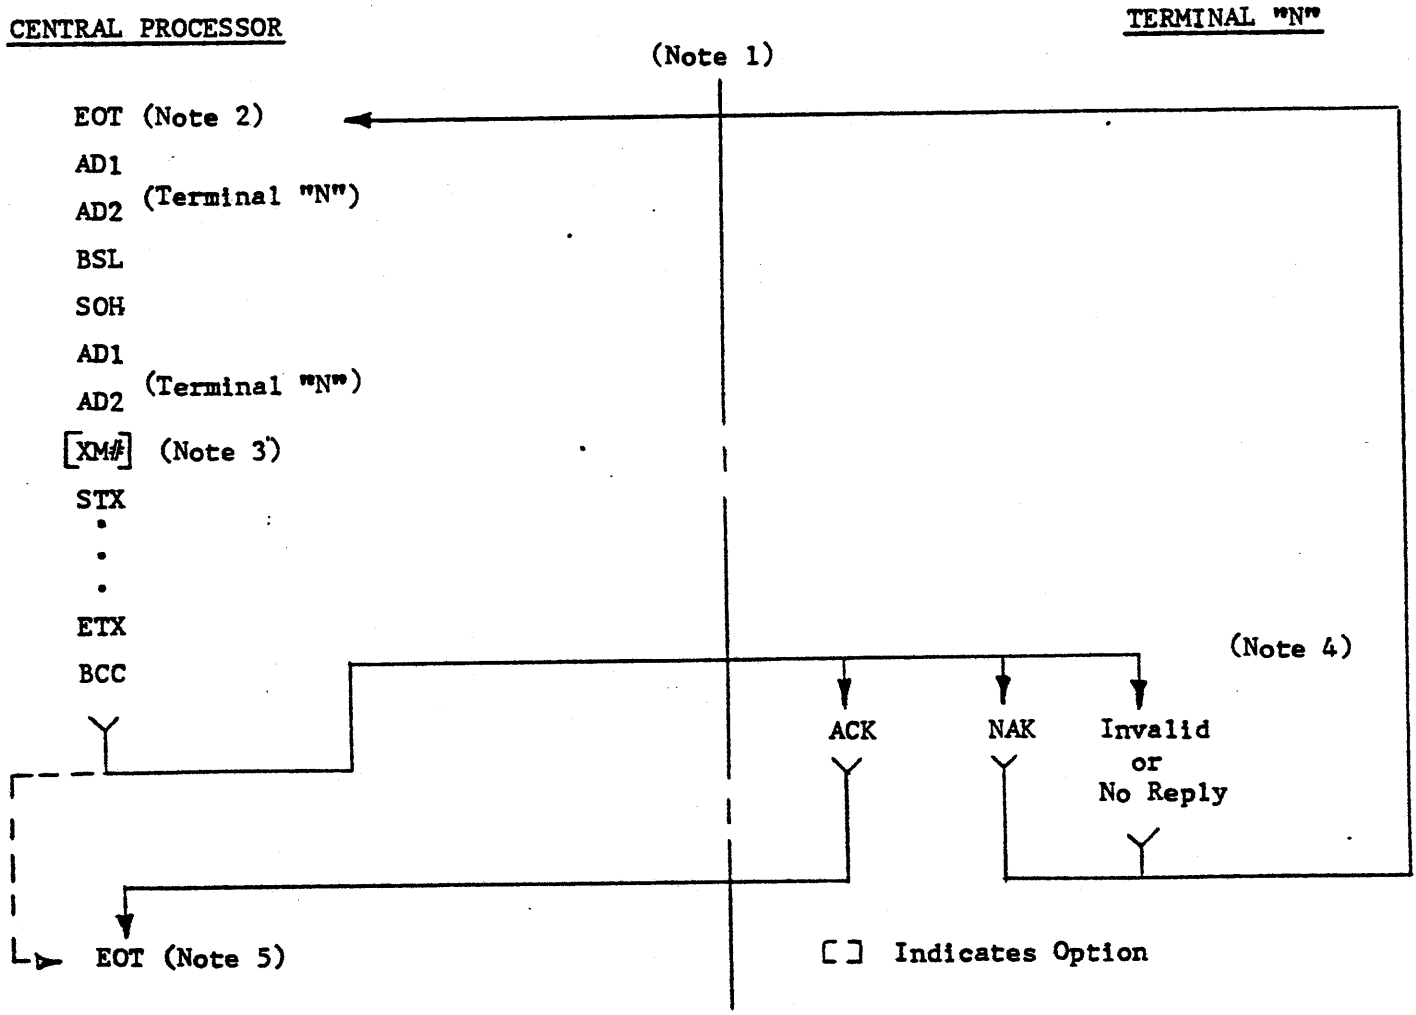 CENTRAL PROCESSOR
TERMINAL "N"
(Note 1)
EOT (Note 2)
AD1
(Terminal "N")
AD2
BSL
SOH
AD1
(Terminal "N")
AD2
[XM#] (Note 3)
STX
ETX
BCC
(Note 4)
ACK
NAK
Invalid
or
No Reply
EOT (Note 5)
[] Indicates Option